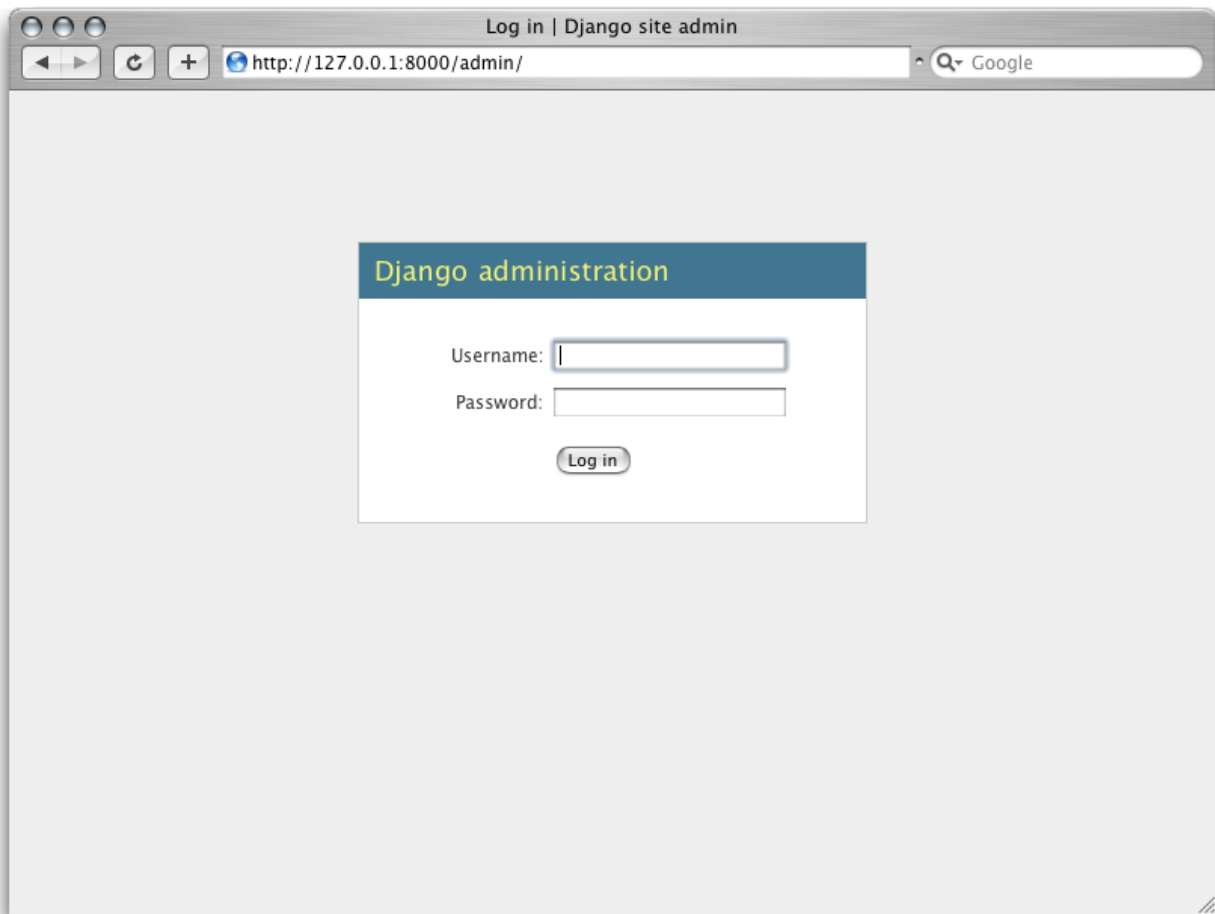 Log in | Django site admin
http://127.0.0.1:8000/admin/
Google
Django administration
Username:
Password:
Log in